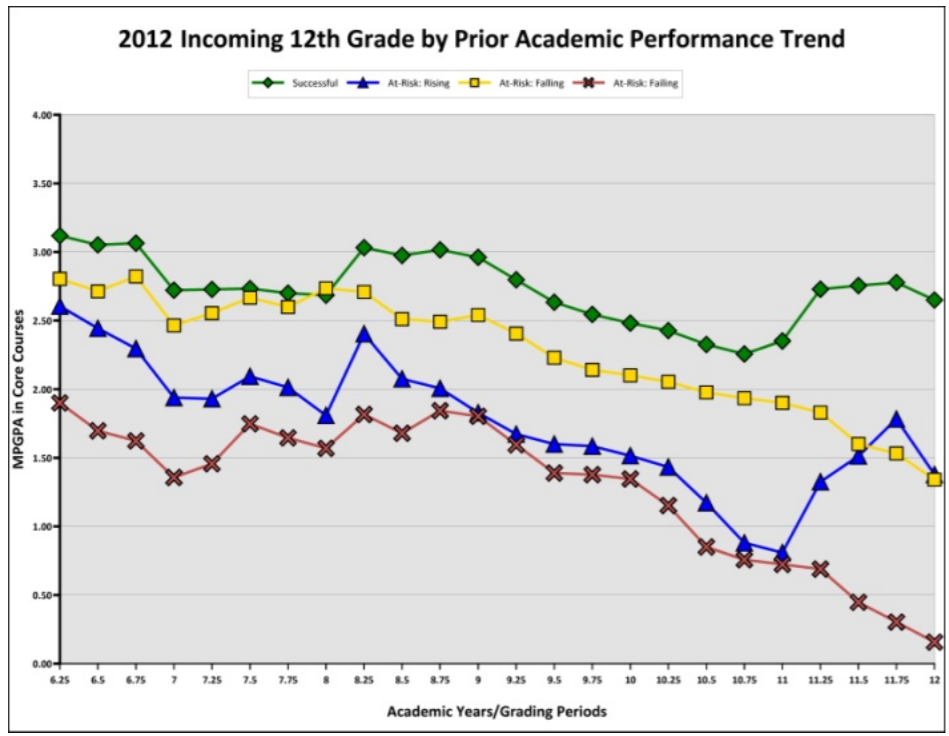 2012 Incoming 12th Grade by Prior Academic Performance Trend
Successful At-Risk: Rising At-Risk: Falling At-Risk: Failing
4.00
3.50
3.00
2.50
2.00
1.50
1.00
0.50
0.00
MPGPA in Core Courses
6.25 6.5 6.75 7 7.25 7.5 7.75 8 8.25 8.5 8.75 9 9.25 9.5 9.75 10 10.25 10.5 10.75 11 11.25 11.5 11.75 12
Academic Years/Grading Periods